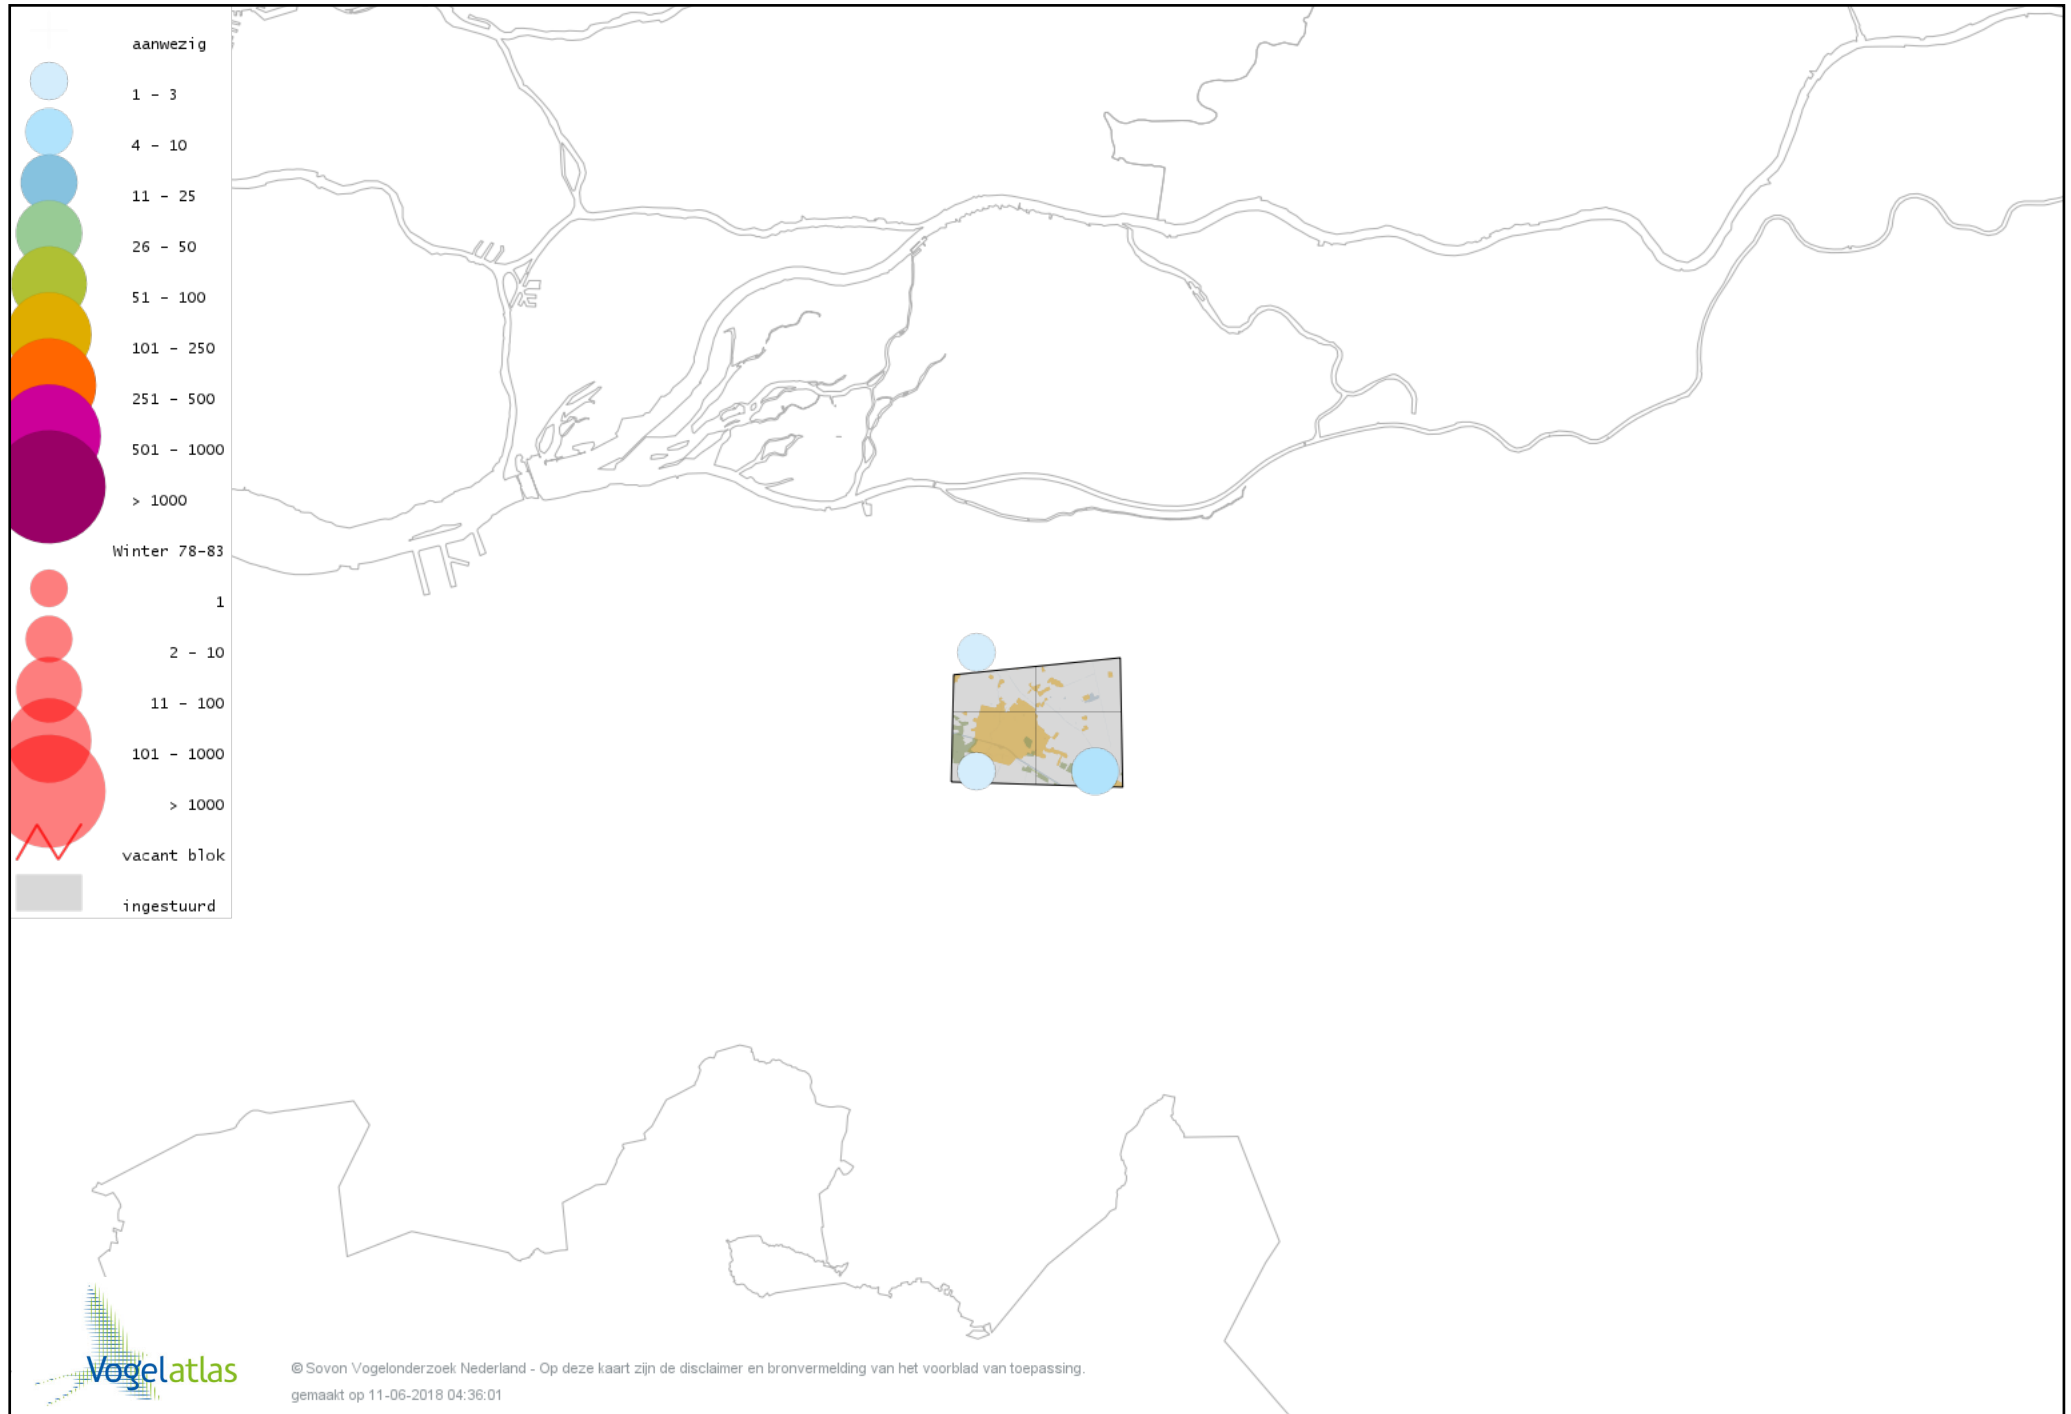 aanwezig
1 - 3
4 - 10
11 - 25
26 - 50
51 - 100
101 - 250
251 - 500
501 - 1000
> 1000
Winter 78-83
1
2 - 10
11 - 100
101 - 1000
> 1000
vacant blok
ingestuurd
Vogelatlas
© Sovon Vogelonderzoek Nederland - Op deze kaart zijn de disclaimer en bronvermelding van het voorblad van toepassing.
gemaakt op 11-06-2018 04:36:01